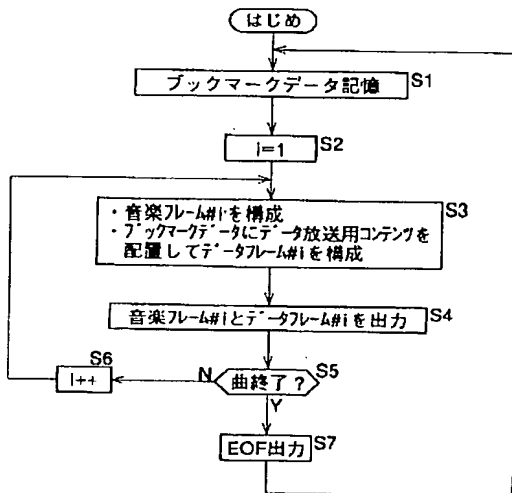 はじめ
ブックマークデータ記憶 S1
i=1 S2
・音楽フレーム#iを構成 S3
・ブックマークデータにデータ放送用コンテンツを
配置してデータフレーム#iを構成
音楽フレーム#iとデータフレーム#iを出力 S4
曲終了? S5
N
Y
i++ S6
EOF出力 S7